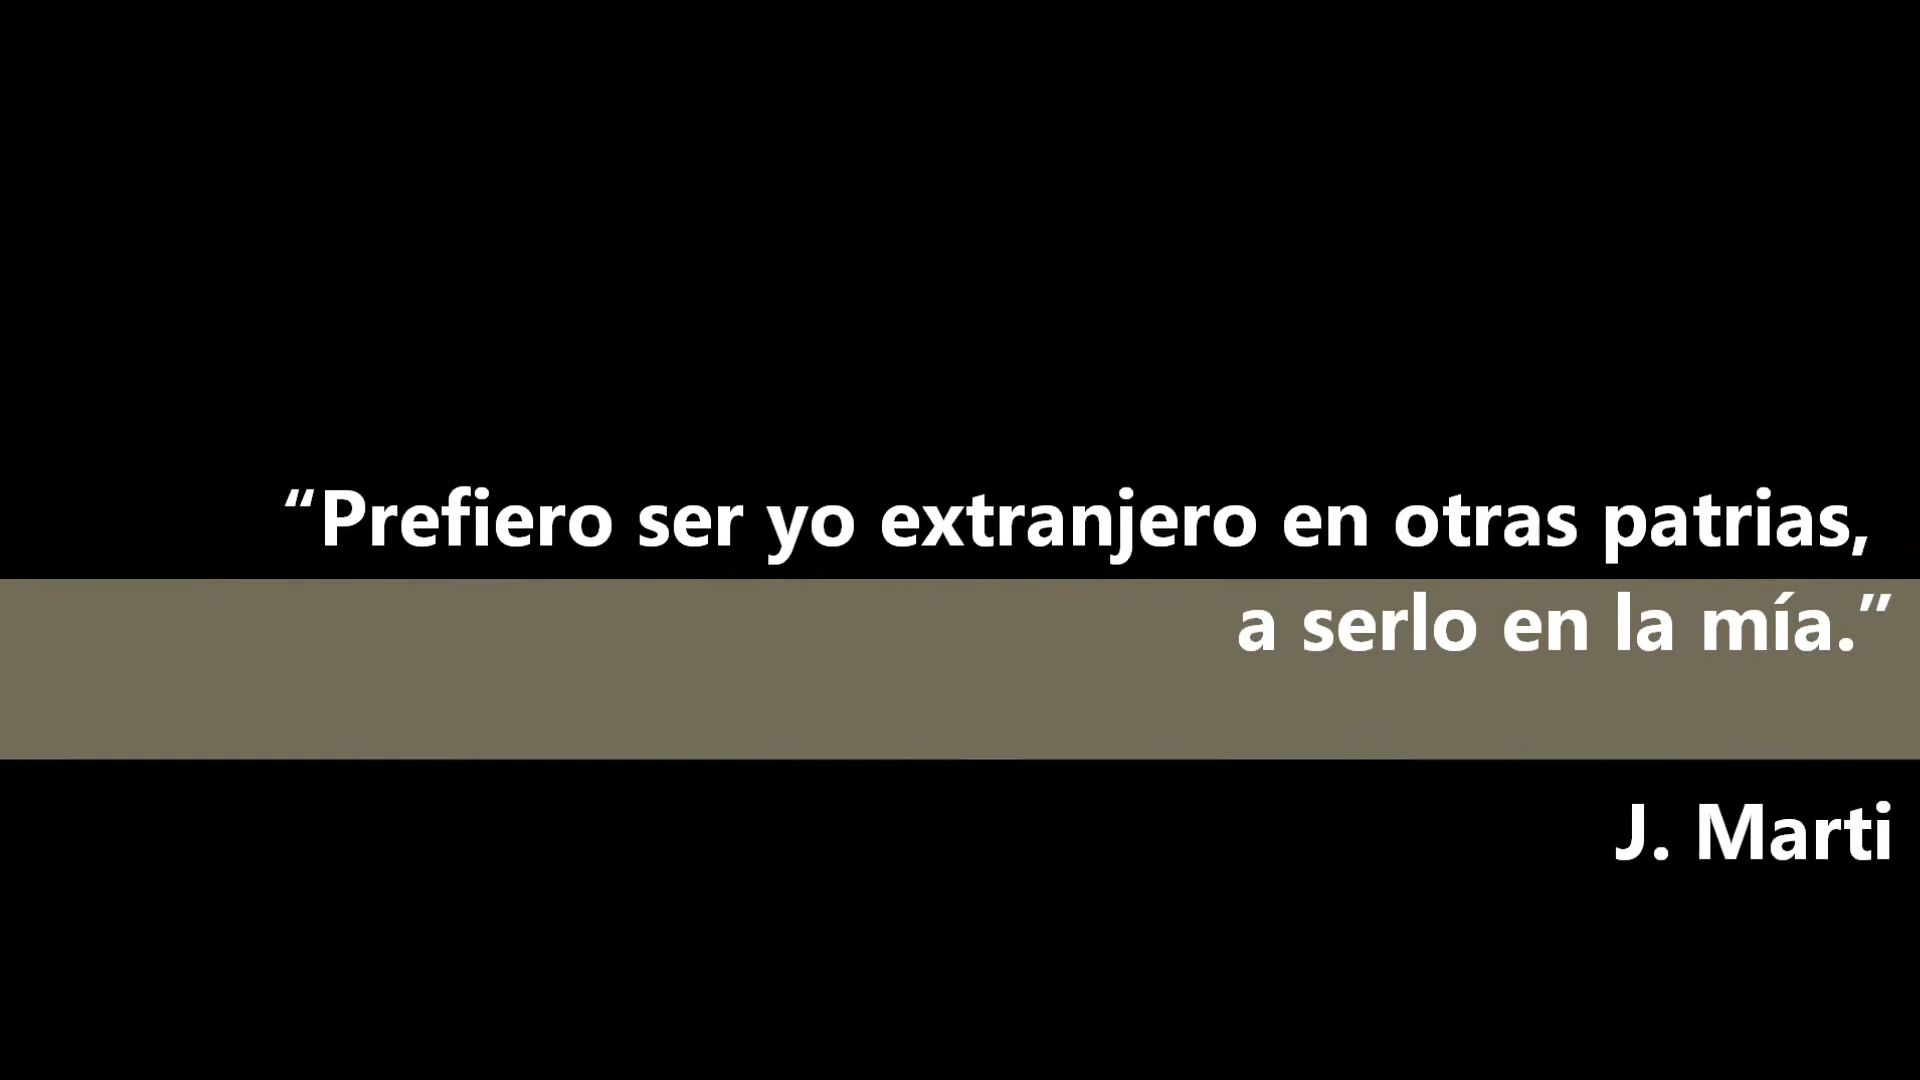 “Prefiero ser yo extranjero en otras patrias,
a serlo en la mía.”
J. Marti